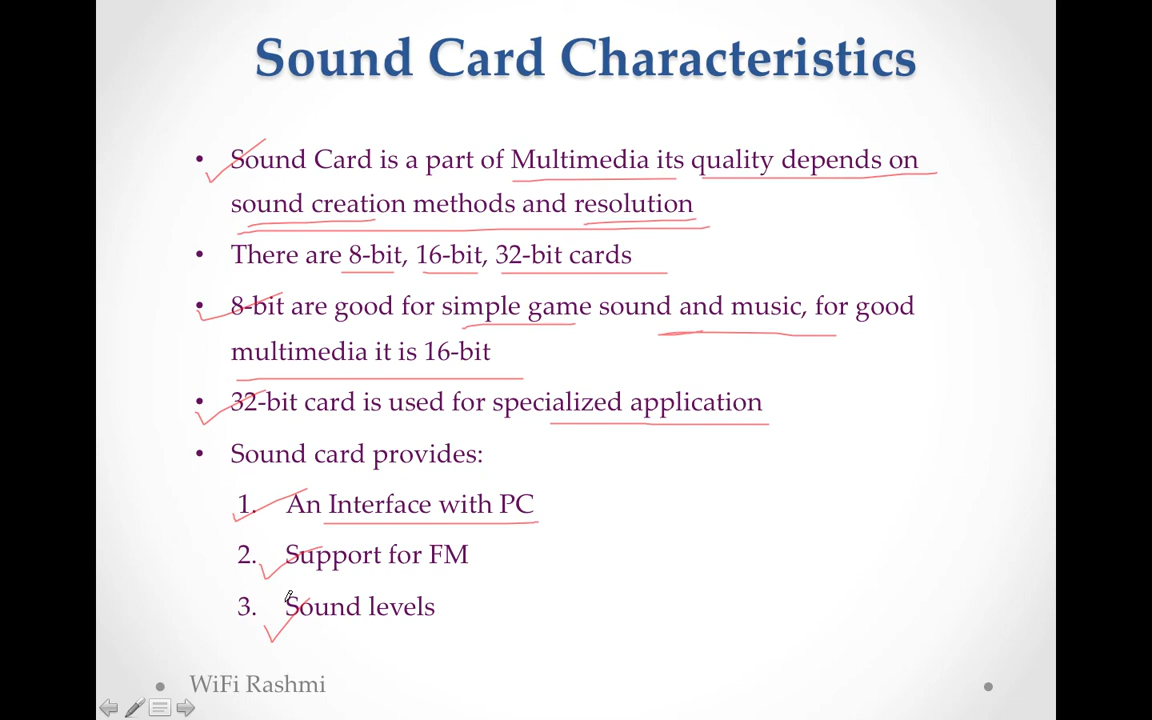 Sound Card Characteristics
• Sound Card is a part of Multimedia its quality depends on
sound creation methods and resolution
• There are 8-bit, 16-bit, 32-bit cards
• 8-bit are good for simple game sound and music, for good
multimedia it is 16-bit
• 32-bit card is used for specialized application
• Sound card provides:
1. An Interface with PC
2. Support for FM
3. Sound levels
WiFi Rashmi